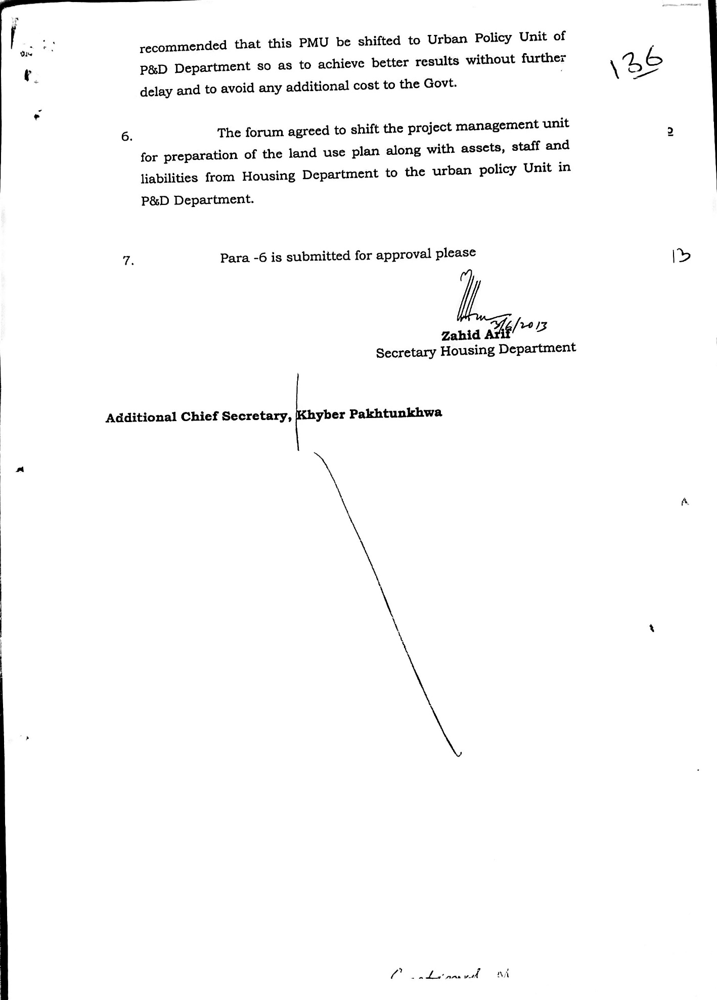 136
recommended that this PMU be shifted to Urban Policy Unit of
P&D Department so as to achieve better results without further
delay and to avoid any additional cost to the Govt.
6. The forum agreed to shift the project management unit
for preparation of the land use plan along with assets, staff and
liabilities from Housing Department to the urban policy Unit in
P&D Department.
7. Para -6 is submitted for approval please
13
3/6/2013
Zahid Arif
Secretary Housing Department
Additional Chief Secretary, Khyber Pakhtunkhwa